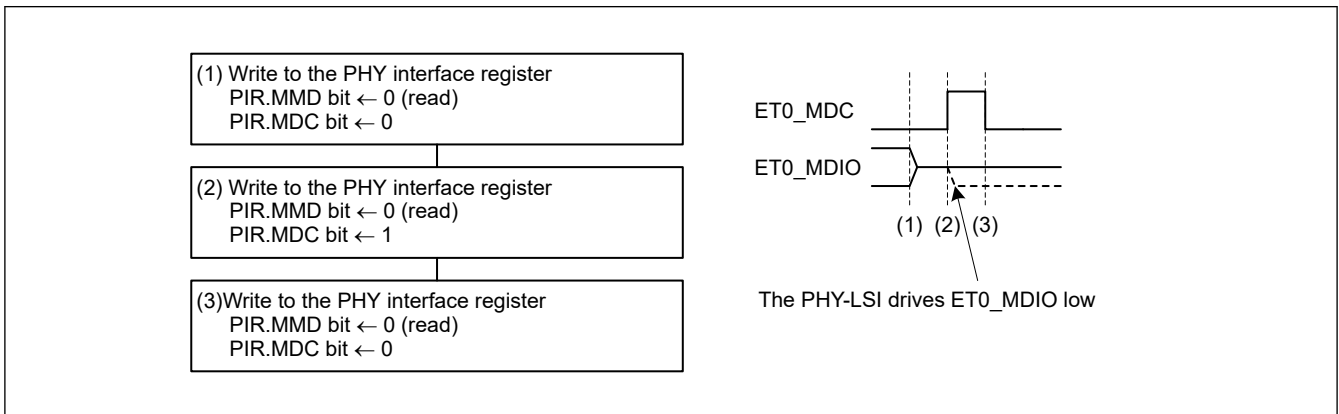 (1) Write to the PHY interface register
PIR.MMD bit ← 0 (read)
PIR.MDC bit ← 0
(2) Write to the PHY interface register
PIR.MMD bit ← 0 (read)
PIR.MDC bit ← 1
(3)Write to the PHY interface register
PIR.MMD bit ← 0 (read)
PIR.MDC bit ← 0
ET0_MDC
ET0_MDIO
(1) (2) (3)
The PHY-LSI drives ET0_MDIO low